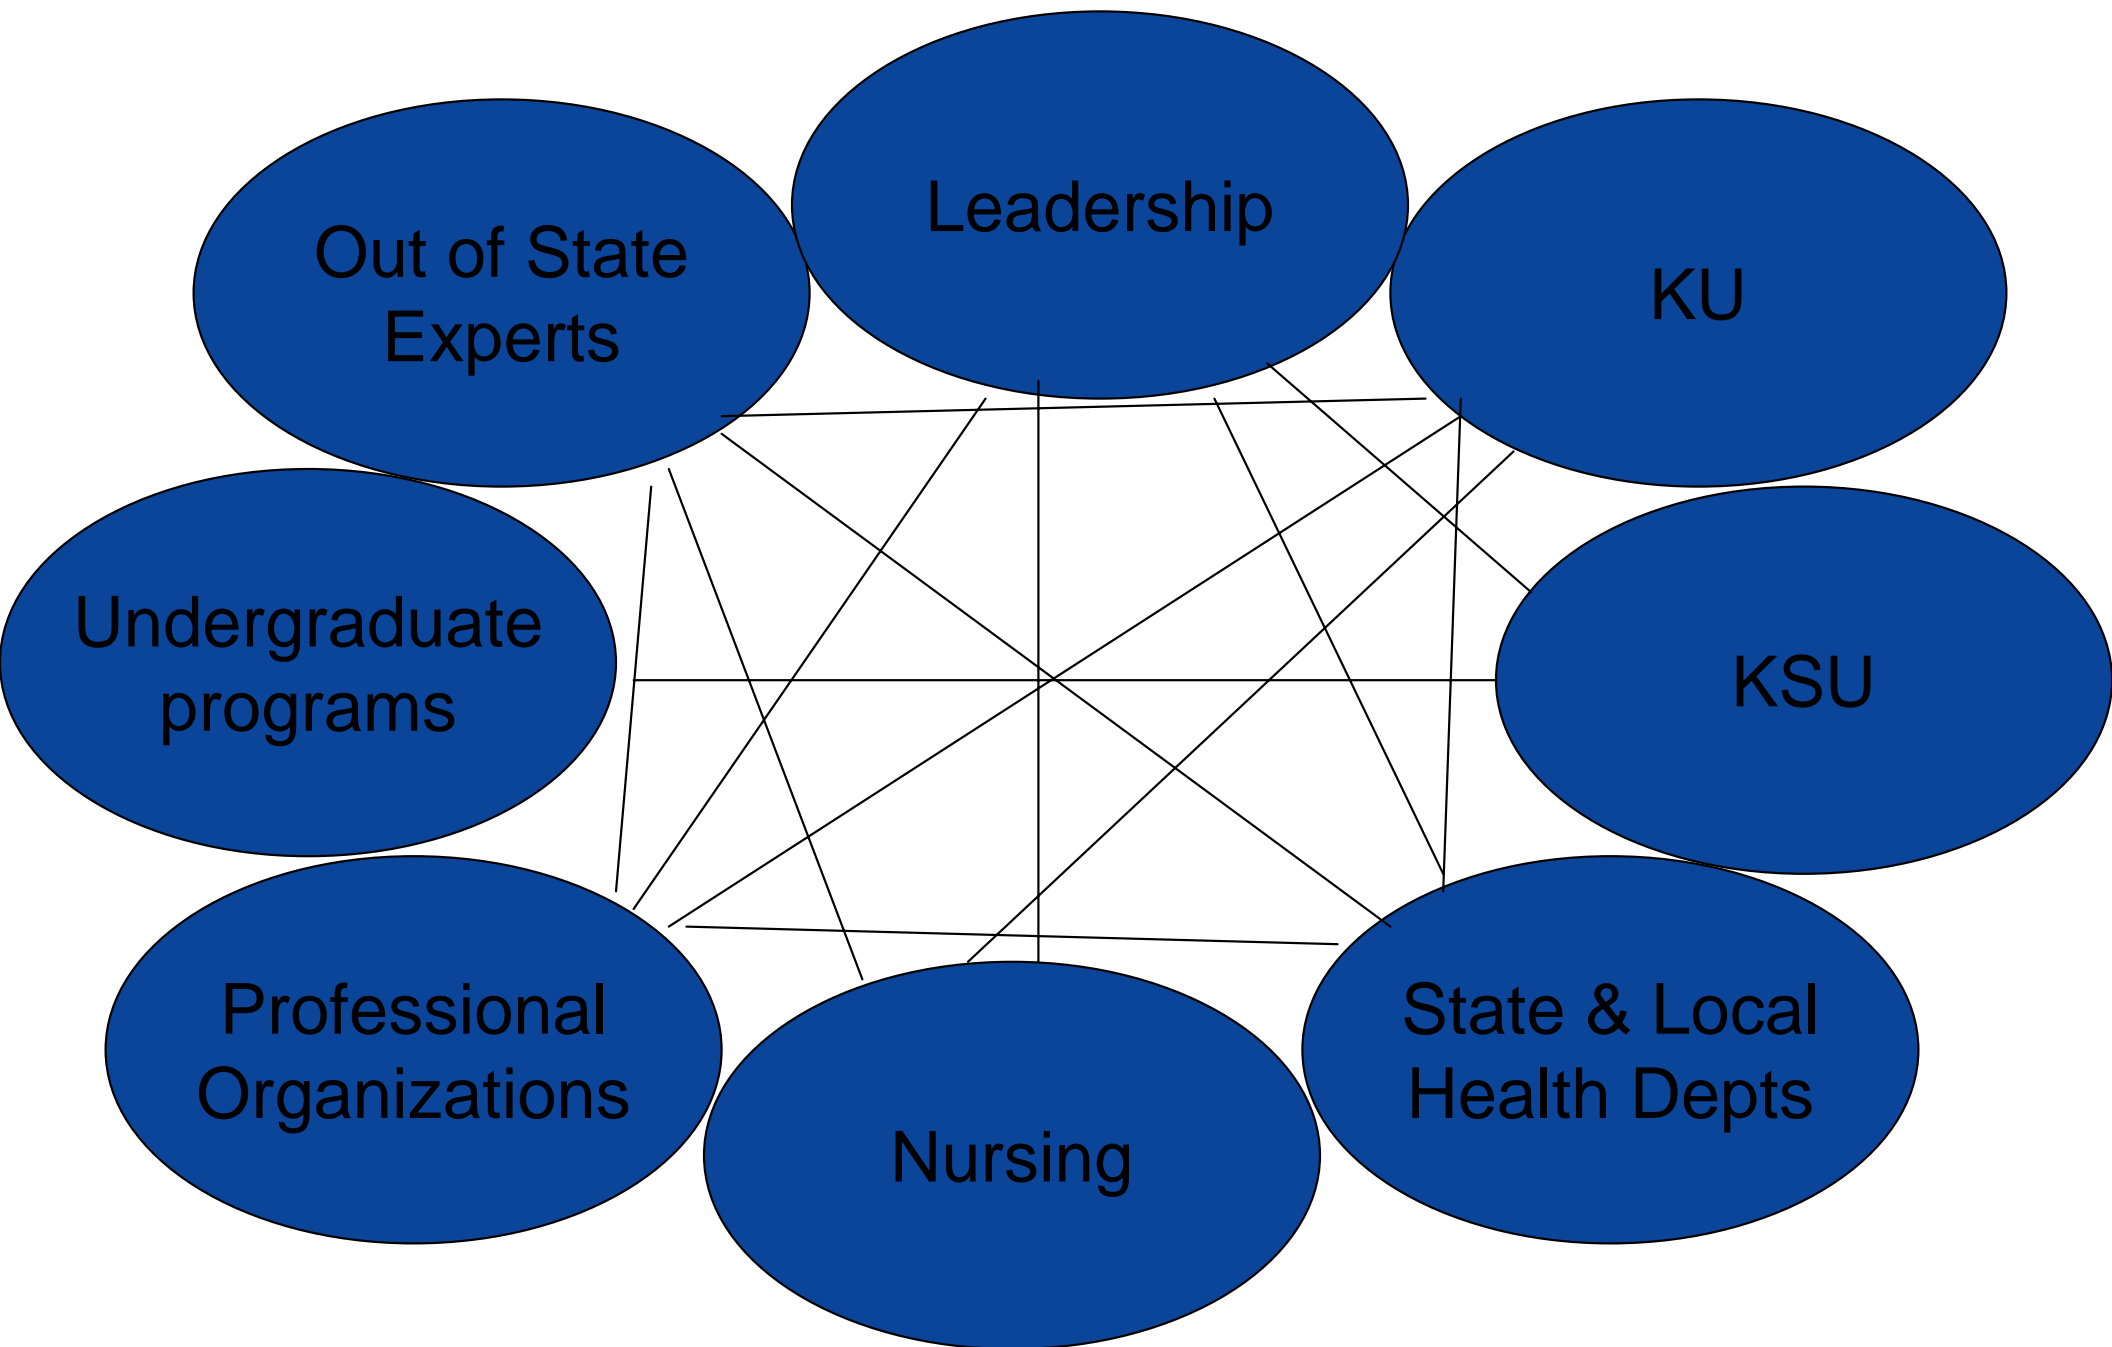 Leadership
Out of State
Experts
KU
Undergraduate
programs
KSU
Professional
Organizations
State & Local
Health Depts
Nursing